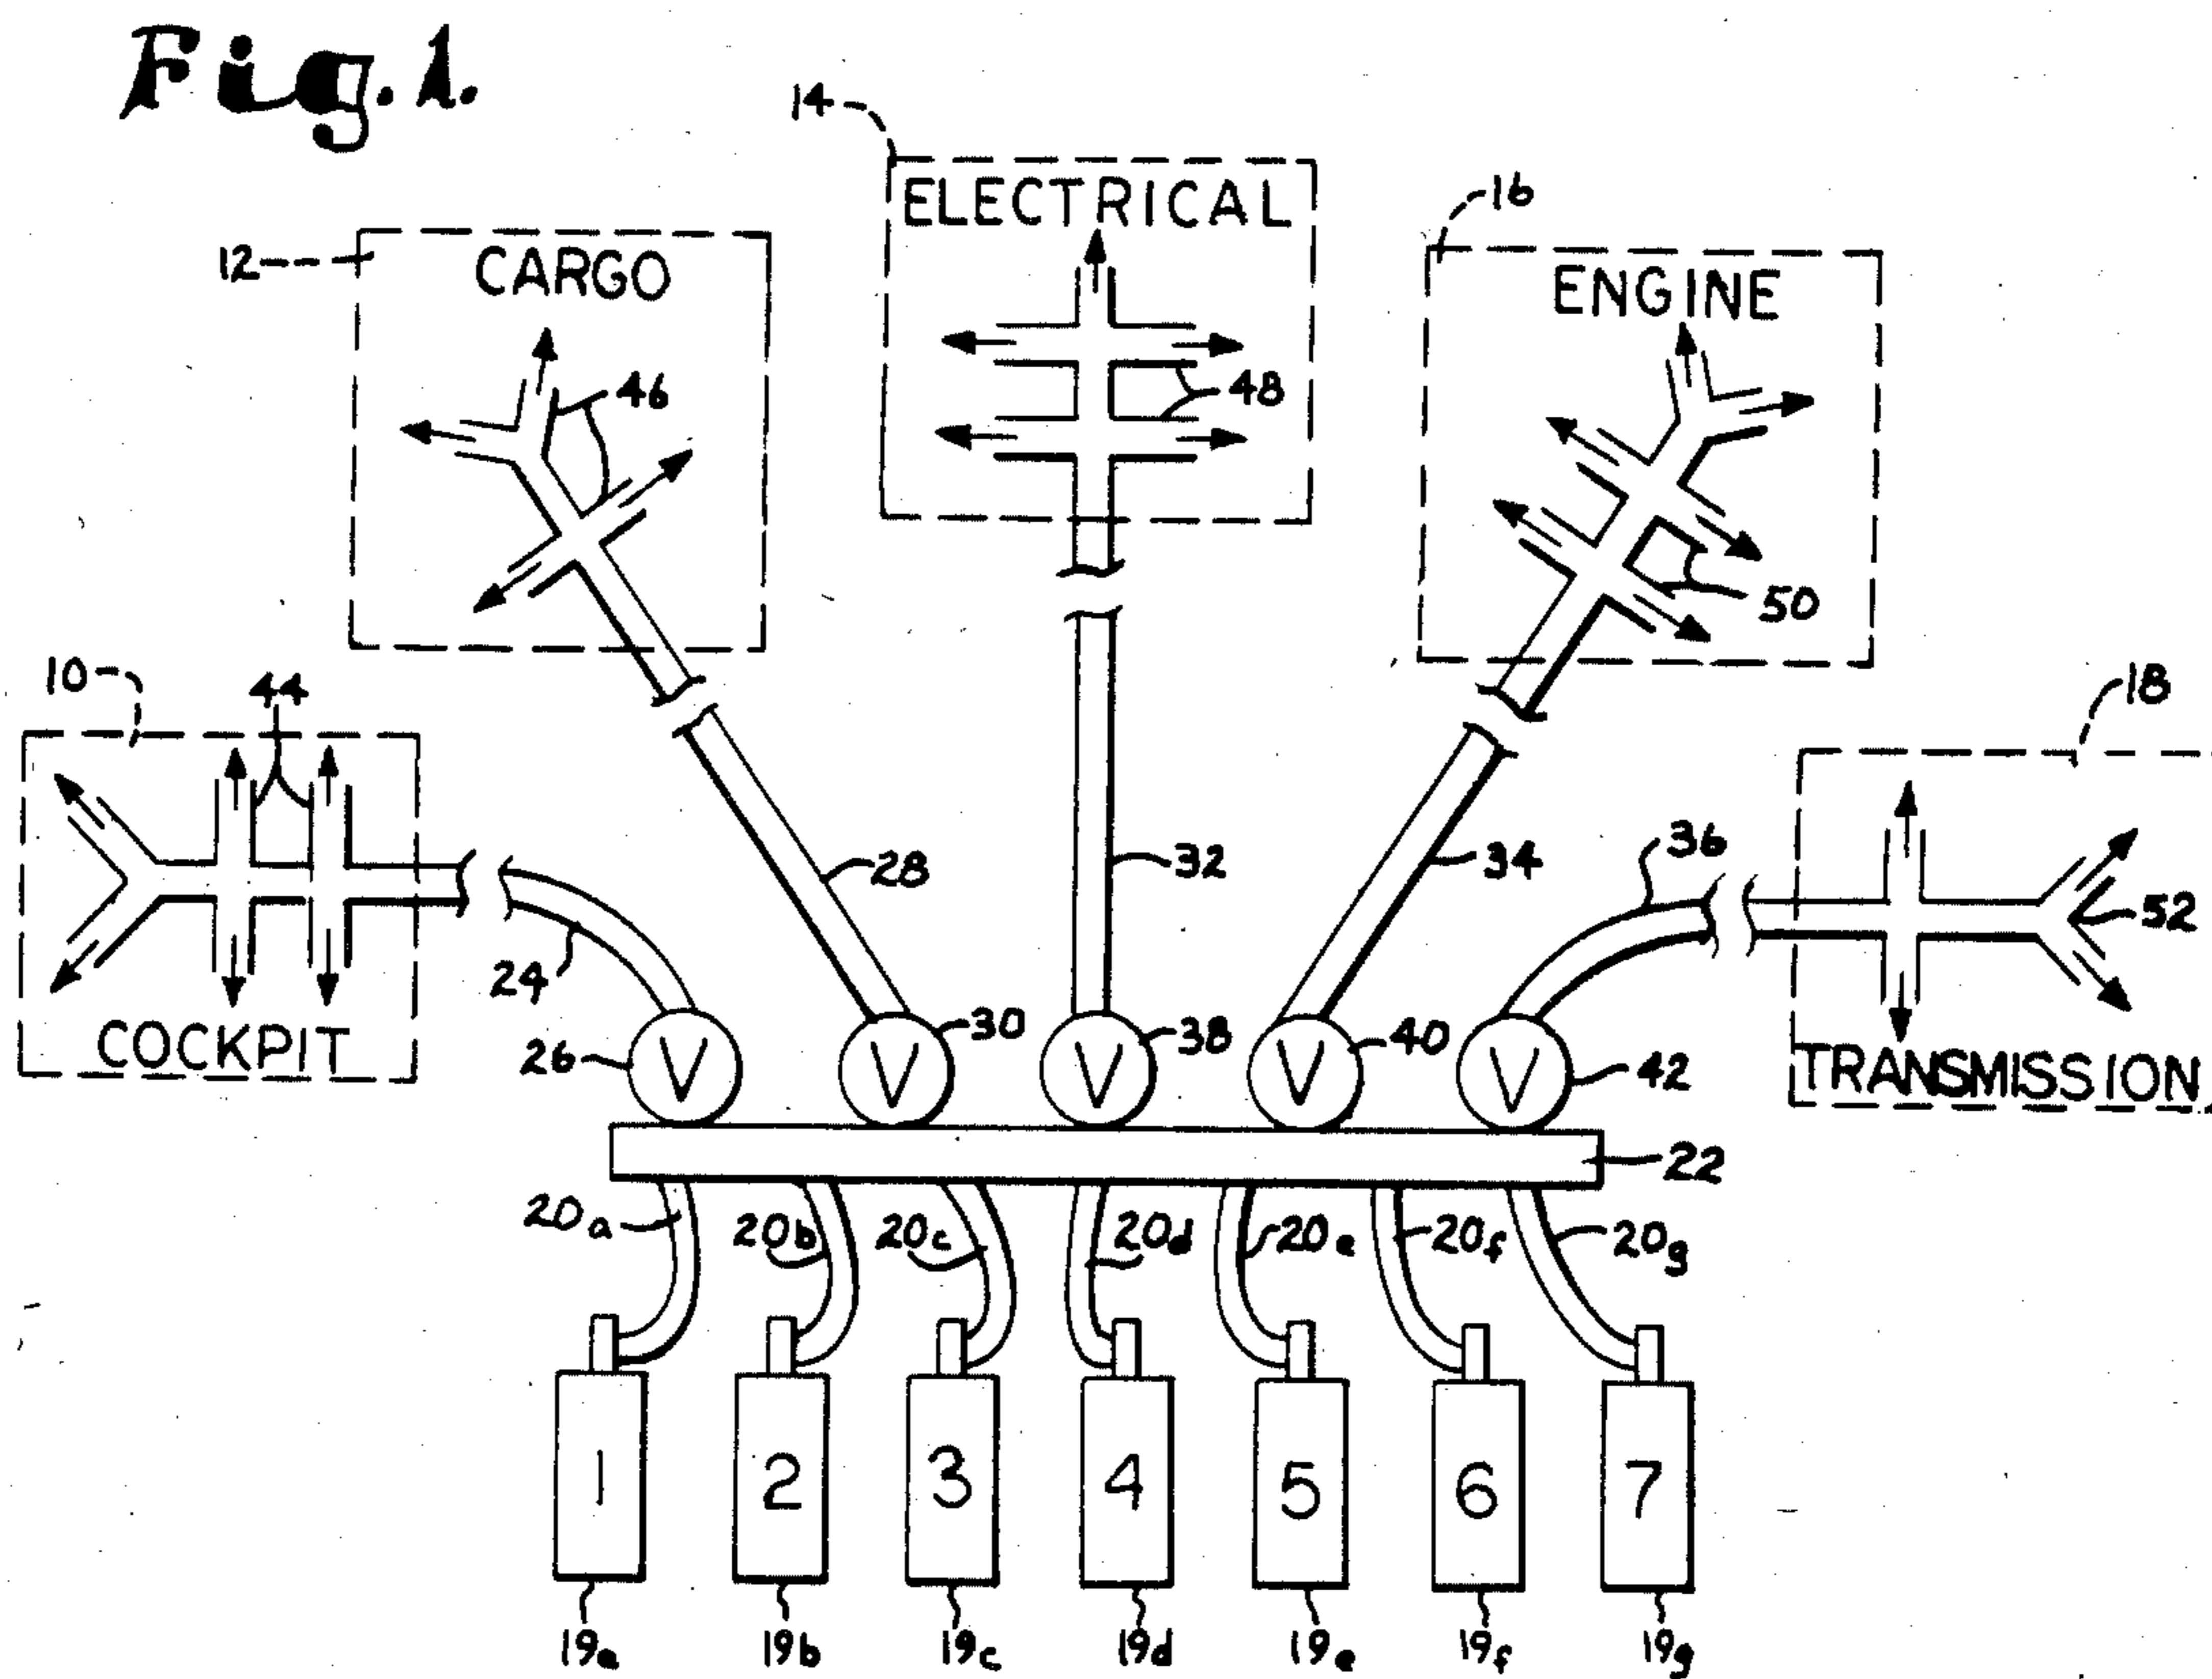 Fig. 1.
14
ELECTRICAL
16
12
CARGO
ENGINE
46
48
50
10
44
18
28
32
34
36
52
24
COCKPIT
26
V
30
V
38
V
40
V
42
V
TRANSMISSION
22
20a
20b
20c
20d
20e
20f
20g
1
2
3
4
5
6
7
19a
19b
19c
19d
19e
19f
19g